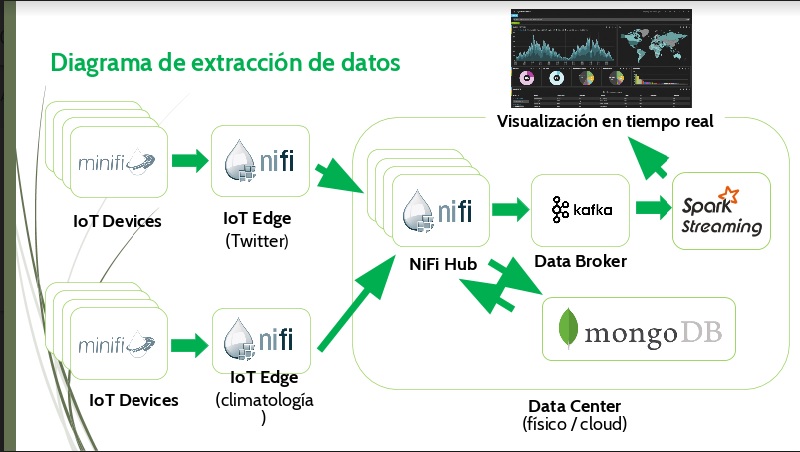 Diagrama de extracción de datos
Visualización en tiempo real
minifi
nifi
IoT Devices
IoT Edge
(Twitter)
nifi
NiFi Hub
kafka
Data Broker
Spark
Streaming
minifi
nifi
IoT Devices
IoT Edge
(climatología
)
mongoDB
Data Center
(físico / cloud)